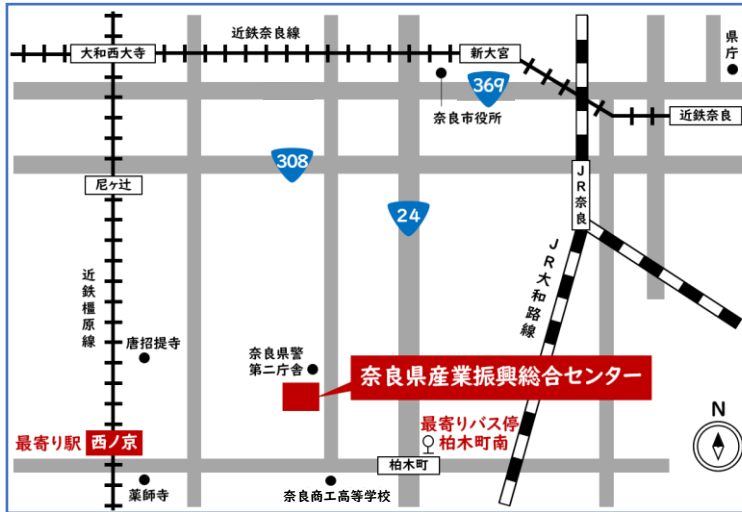 近鉄奈良線
大和西大寺
新大宮
県庁
369
奈良市役所
近鉄奈良
308
尼ヶ辻
JR奈良
24
近鉄橿原線
JR大和路線
唐招提寺
奈良県警
第二庁舎
奈良県産業振興総合センター
最寄り駅 西ノ京
最寄りバス停
柏木町南
N
柏木町
薬師寺
奈良商工高等学校